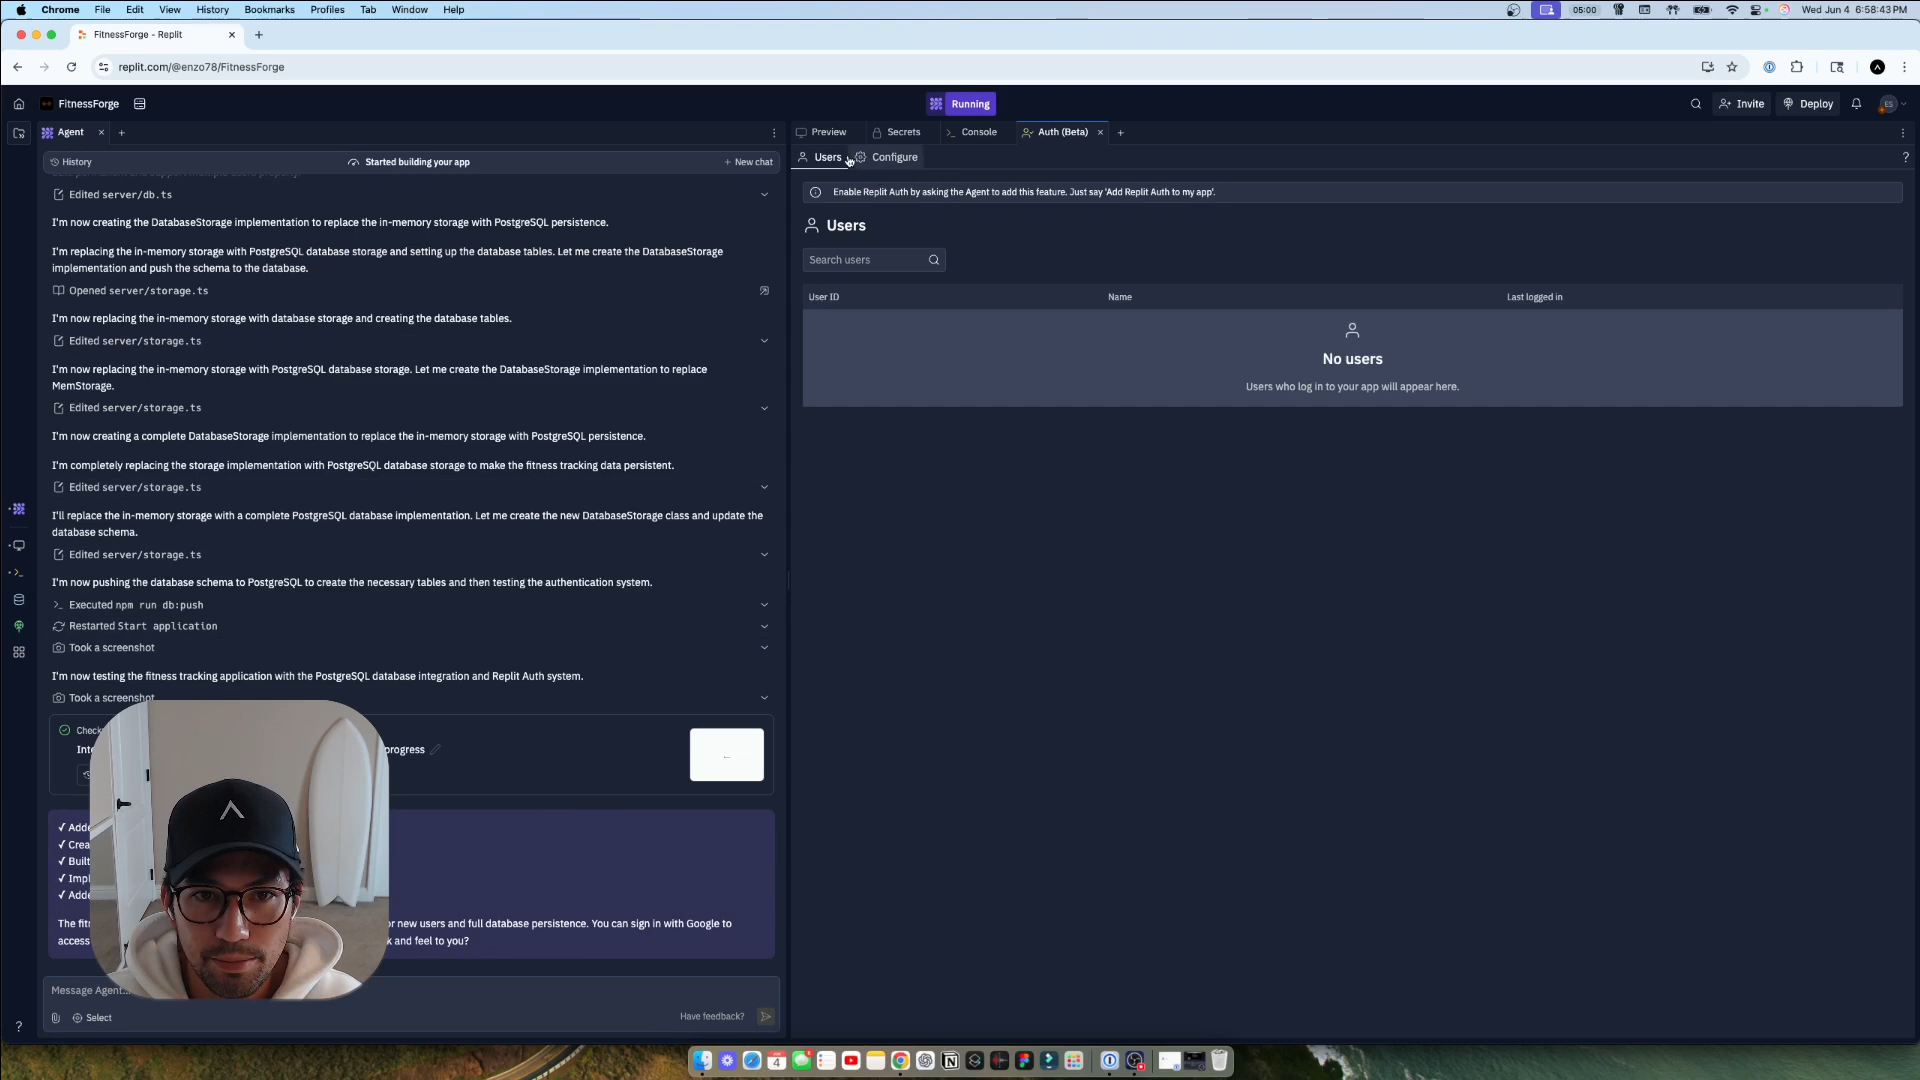 Chrome File Edit View History Bookmarks Profiles Tab Window Help
05:00
Wed Jun 4 6:58:43 PM
FitnessForge - Replit
replit.com/@enzo78/FitnessForge
FitnessForge
Running
Invite
Deploy
ES
Agent
Preview
Secrets
Console
Auth (Beta)
History
Started building your app
New chat
Users
Configure
Enable Replit Auth by asking the Agent to add this feature. Just say 'Add Replit Auth to my app'.
Users
Search users
User ID
Name
Last logged in
No users
Users who log in to your app will appear here.
Edited server/db.ts
I'm now creating the DatabaseStorage implementation to replace the in-memory storage with PostgreSQL persistence.
I'm replacing the in-memory storage with PostgreSQL database storage and setting up the database tables. Let me create the DatabaseStorage
implementation and push the schema to the database.
Opened server/storage.ts
I'm now replacing the in-memory storage with database storage and creating the database tables.
Edited server/storage.ts
I'm now replacing the in-memory storage with PostgreSQL database storage. Let me create the DatabaseStorage implementation to replace
MemStorage.
Edited server/storage.ts
I'm now creating a complete DatabaseStorage implementation to replace the in-memory storage with PostgreSQL persistence.
I'm completely replacing the storage implementation with PostgreSQL database storage to make the fitness tracking data persistent.
Edited server/storage.ts
I'll replace the in-memory storage with a complete PostgreSQL database implementation. Let me create the new DatabaseStorage class and update the
database schema.
Edited server/storage.ts
I'm now pushing the database schema to PostgreSQL to create the necessary tables and then testing the authentication system.
Executed npm run db:push
Restarted Start application
Took a screenshot
I'm now testing the fitness tracking application with the PostgreSQL database integration and Replit Auth system.
Took a screenshot
progress
or new users and full database persistence. You can sign in with Google to
access
k and feel to you?
Message Agent...
Select
Have feedback?